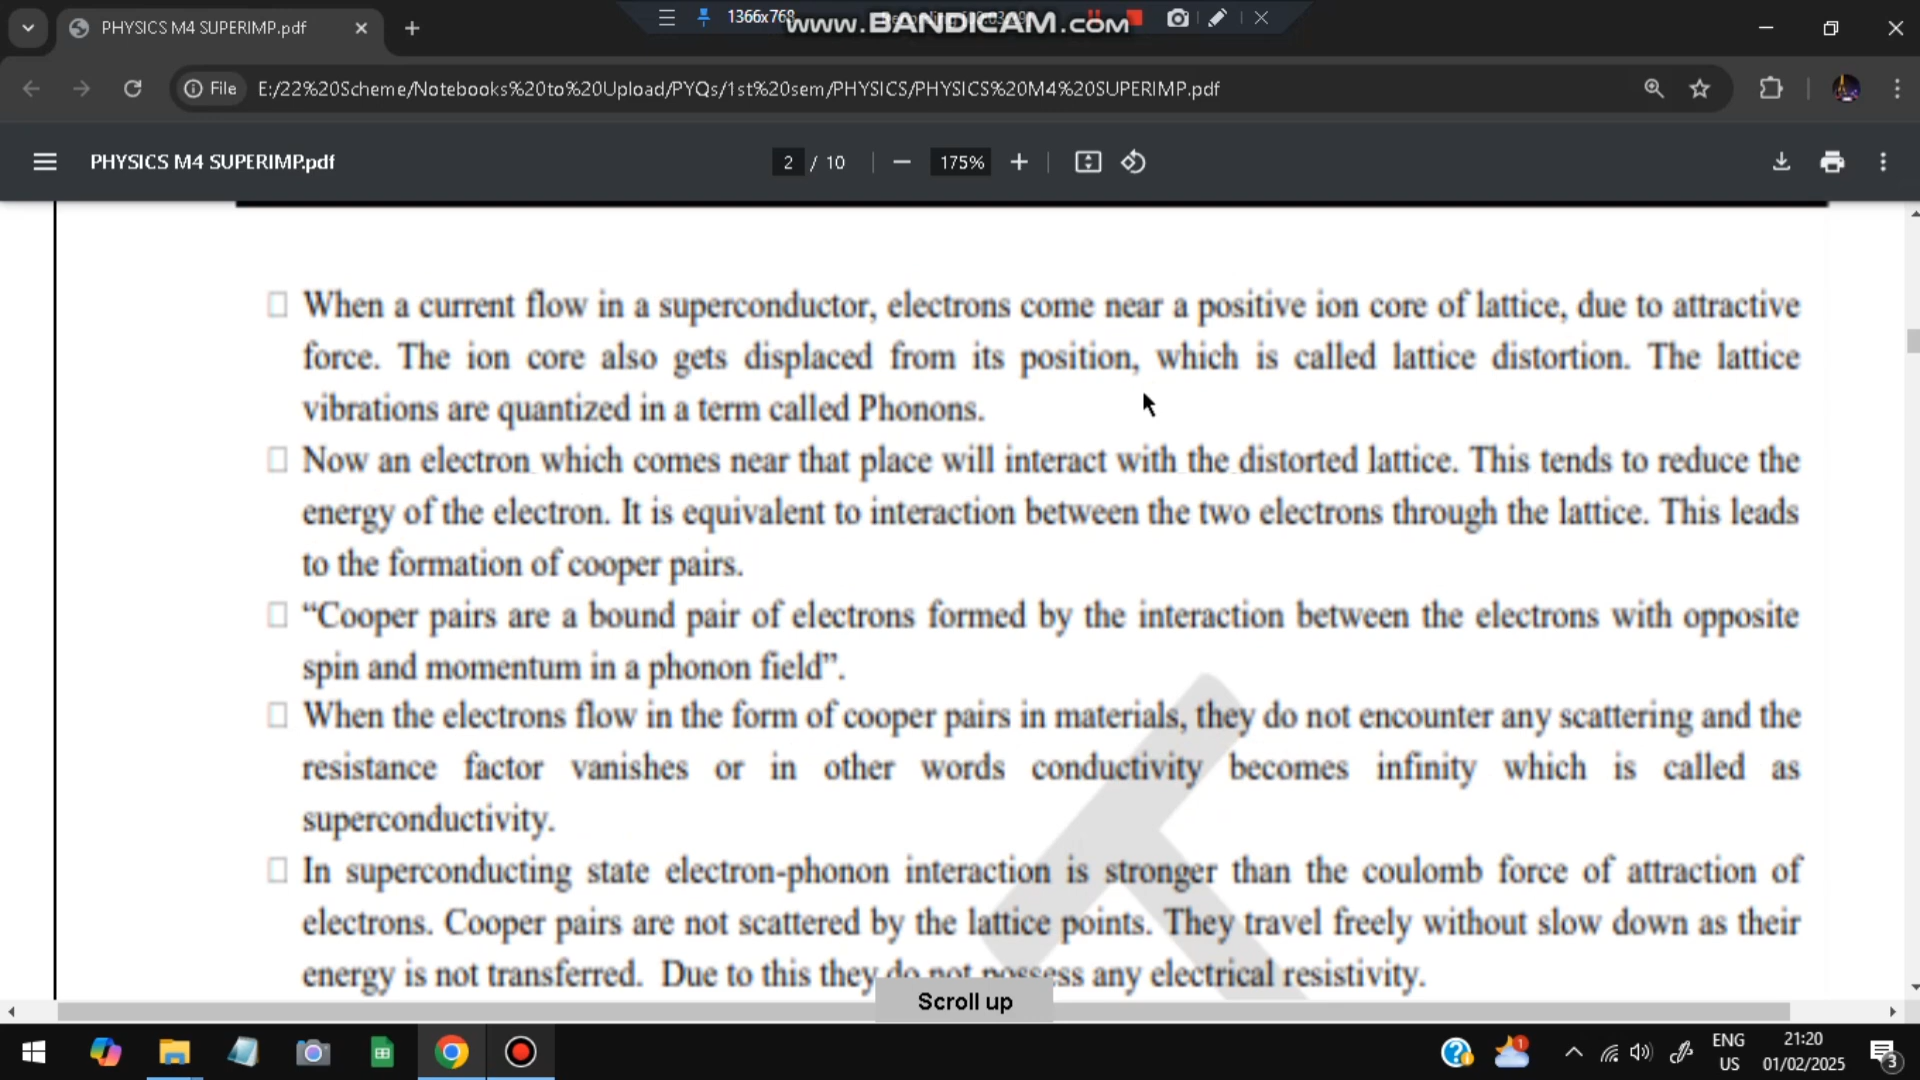 PHYSICS M4 SUPERIMP.pdf
1366x768
www.BANDICAM.com
File
E:/22%20Scheme/Notebooks%20to%20Upload/PYQs/1st%20sem/PHYSICS/PHYSICS%20M4%20SUPERIMP.pdf
PHYSICS M4 SUPERIMP.pdf
2 / 10
175%
When a current flow in a superconductor, electrons come near a positive ion core of lattice, due to attractive
force. The ion core also gets displaced from its position, which is called lattice distortion. The lattice
vibrations are quantized in a term called Phonons.
Now an electron which comes near that place will interact with the distorted lattice. This tends to reduce the
energy of the electron. It is equivalent to interaction between the two electrons through the lattice. This leads
to the formation of cooper pairs.
“Cooper pairs are a bound pair of electrons formed by the interaction between the electrons with opposite
spin and momentum in a phonon field”.
When the electrons flow in the form of cooper pairs in materials, they do not encounter any scattering and the
resistance factor vanishes or in other words conductivity becomes infinity which is called as
superconductivity.
In superconducting state electron-phonon interaction is stronger than the coulomb force of attraction of
electrons. Cooper pairs are not scattered by the lattice points. They travel freely without slow down as their
energy is not transferred. Due to this they do not possess any electrical resistivity.
Scroll up
1
ENG
US
21:20
01/02/2025
3